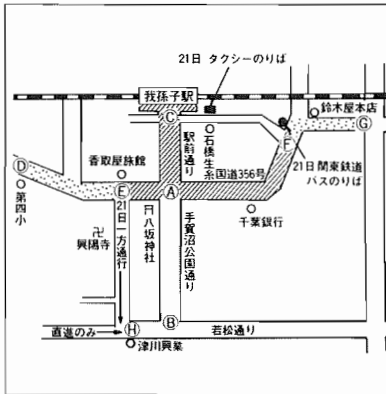 21日 タクシーのりば
我孫子駅
鈴木屋本店
C
G
駅前通り
石橋生糸
F
21日関東鉄道
バスのりば
香取屋旅館
国道356号
D
E
A
第四小
千葉銀行
卍
興陽寺
21日一方通行
八坂神社
手賀沼公園通り
B
若松通り
直進のみ
H
津川興業